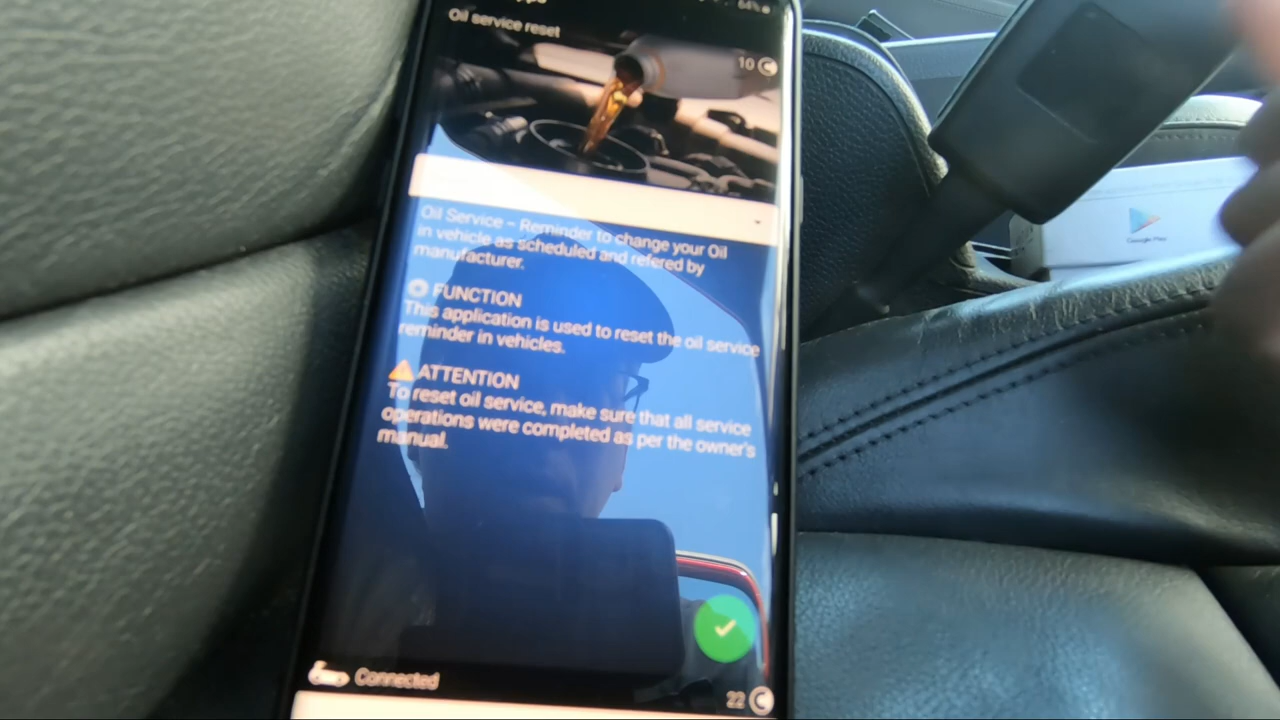 64%
Oil service reset
10
Oil Service - Reminder to change your Oil
in vehicle as scheduled and refered by
manufacturer.
FUNCTION
This application is used to reset the oil service
reminder in vehicles.
ATTENTION
To reset oil service, make sure that all service
operations were completed as per the owner's
manual.
Connected
22
Google Play